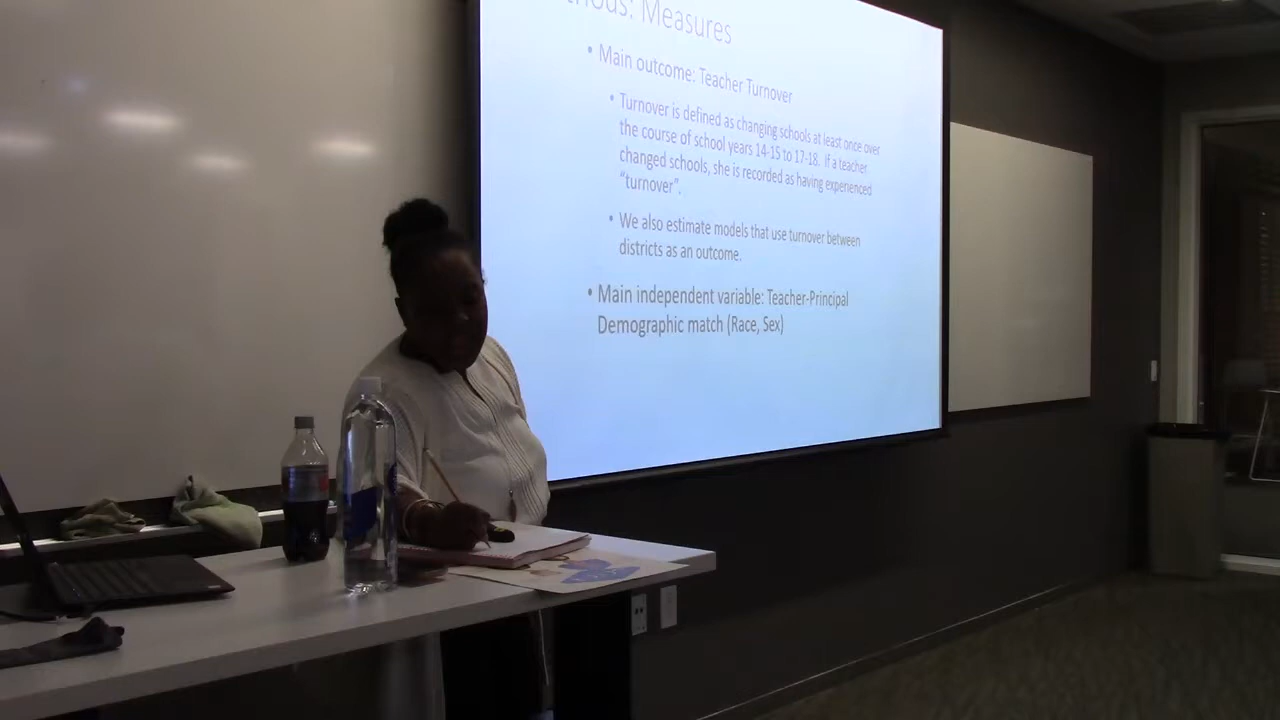 : Measures
• Main outcome: Teacher Turnover
• Turnover is defined as changing schools at least once over
the course of school years 14-15 to 17-18. If a teacher
changed schools, she is recorded as having experienced
"turnover".
• We also estimate models that use turnover between
districts as an outcome.
• Main independent variable: Teacher-Principal
Demographic match (Race, Sex)